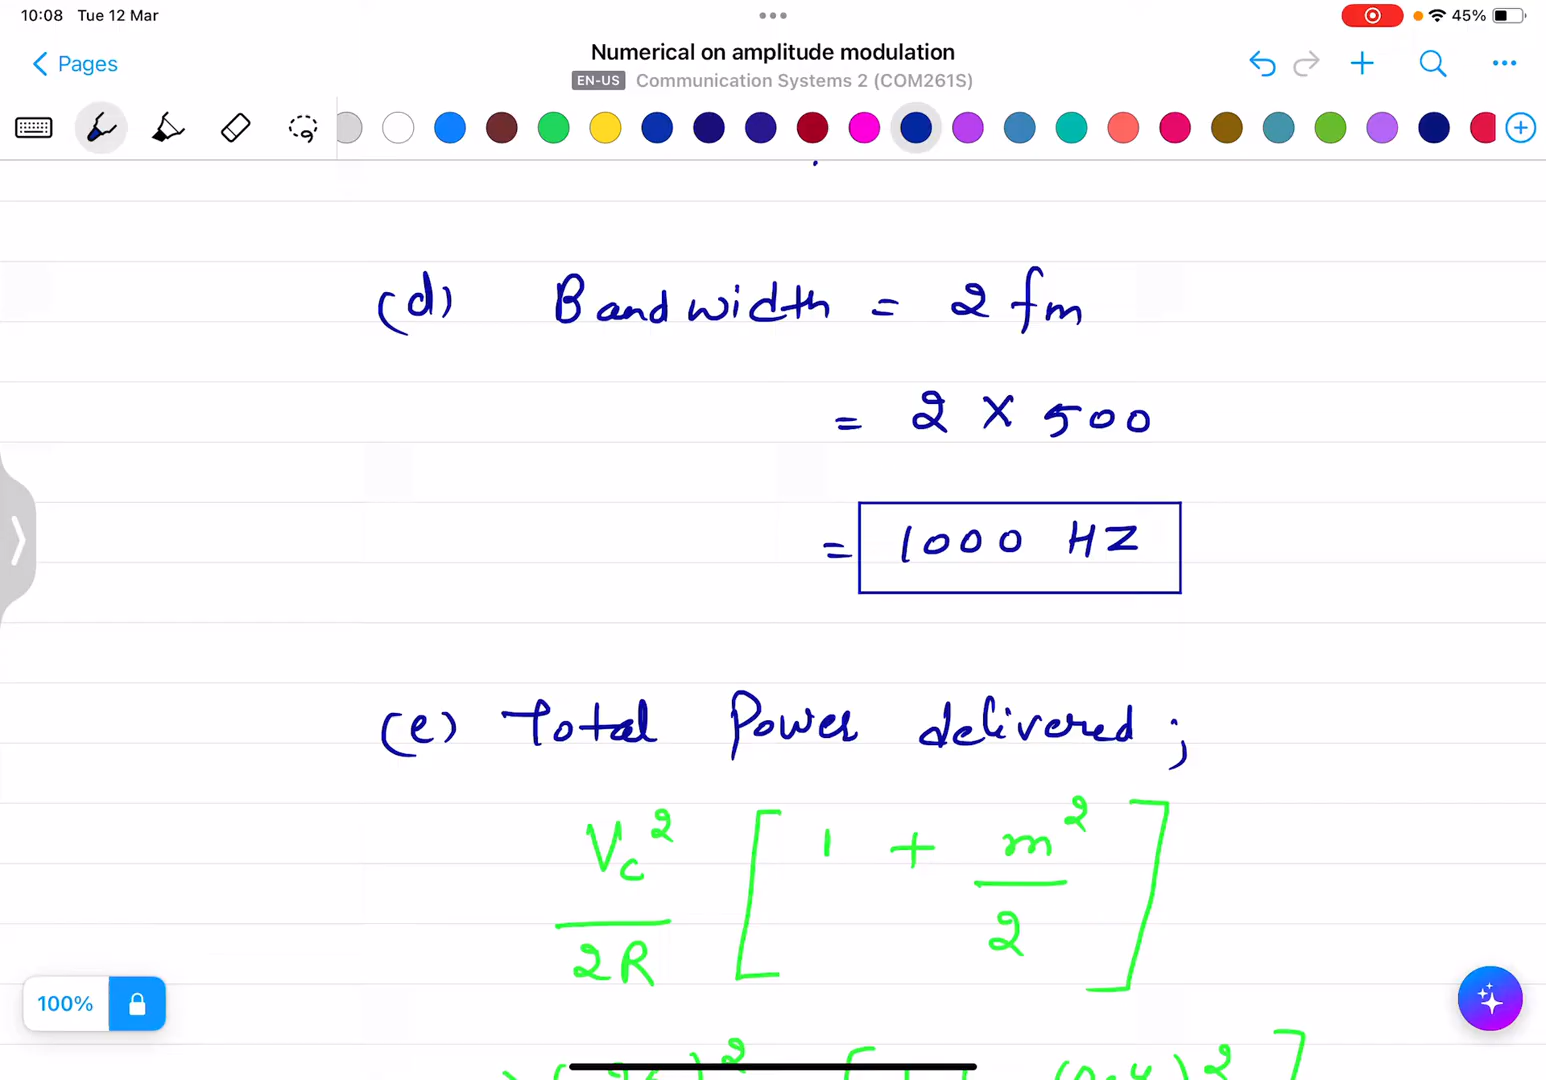 10:08 Tue 12 Mar
45%
Pages
Numerical on amplitude modulation
EN-US Communication Systems 2 (COM261S)
(d) Bandwidth = 2 fm
= 2 X 500
= 1000 HZ
(e) Total Power delivered ;
Vc² / 2R [ 1 + m² / 2 ]
100%